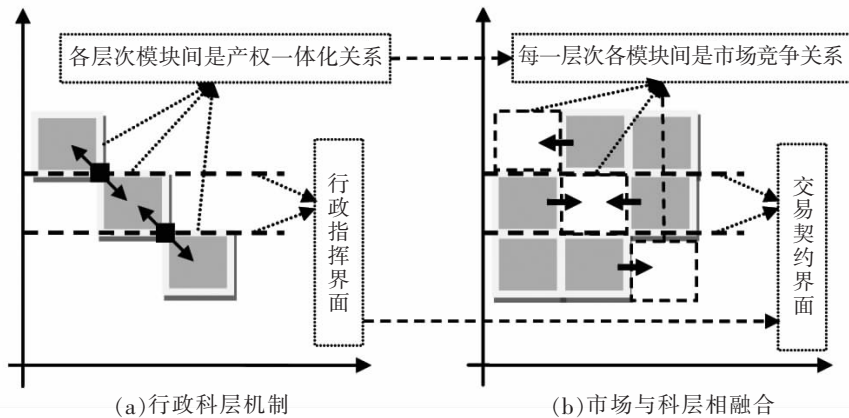 各层次模块间是产权一体化关系
每一层次各模块间是市场竞争关系
行政指挥界面
交易契约界面
(a)行政科层机制
(b)市场与科层相融合